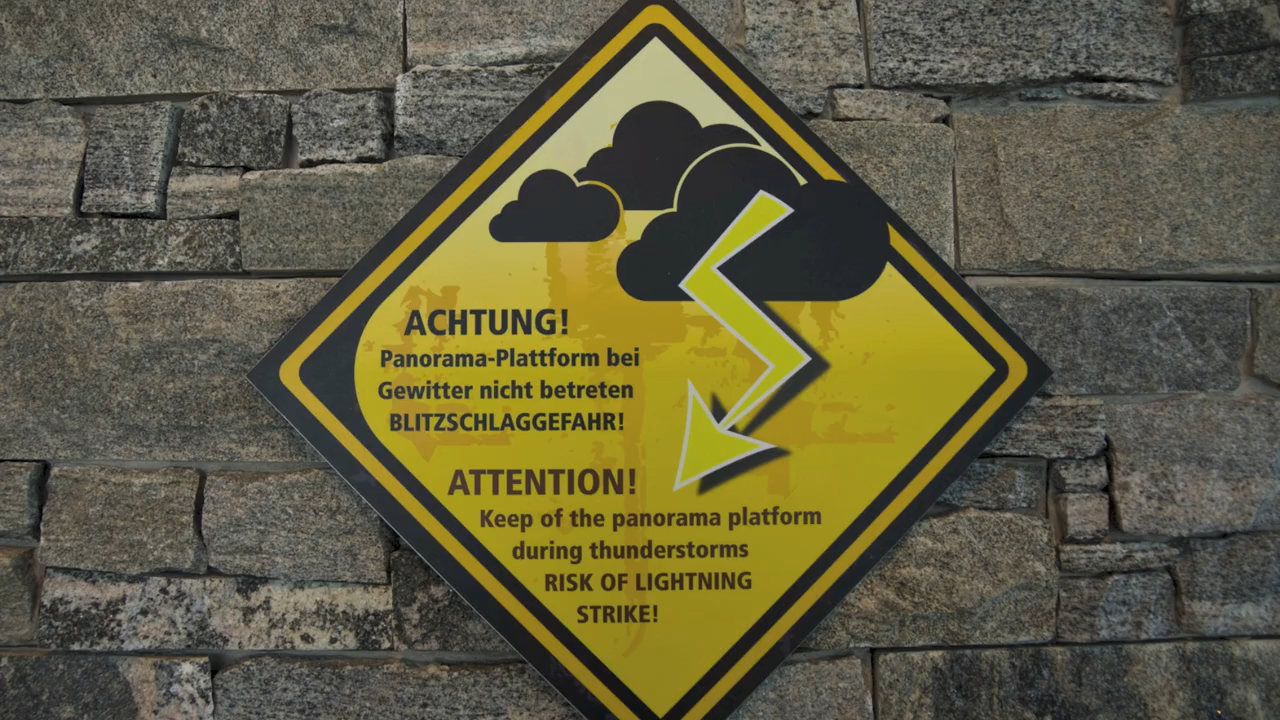 ACHTUNG!
Panorama-Plattform bei
Gewitter nicht betreten
BLITZSCHLAGGEFAHR!
ATTENTION!
Keep of the panorama platform
during thunderstorms
RISK OF LIGHTNING
STRIKE!